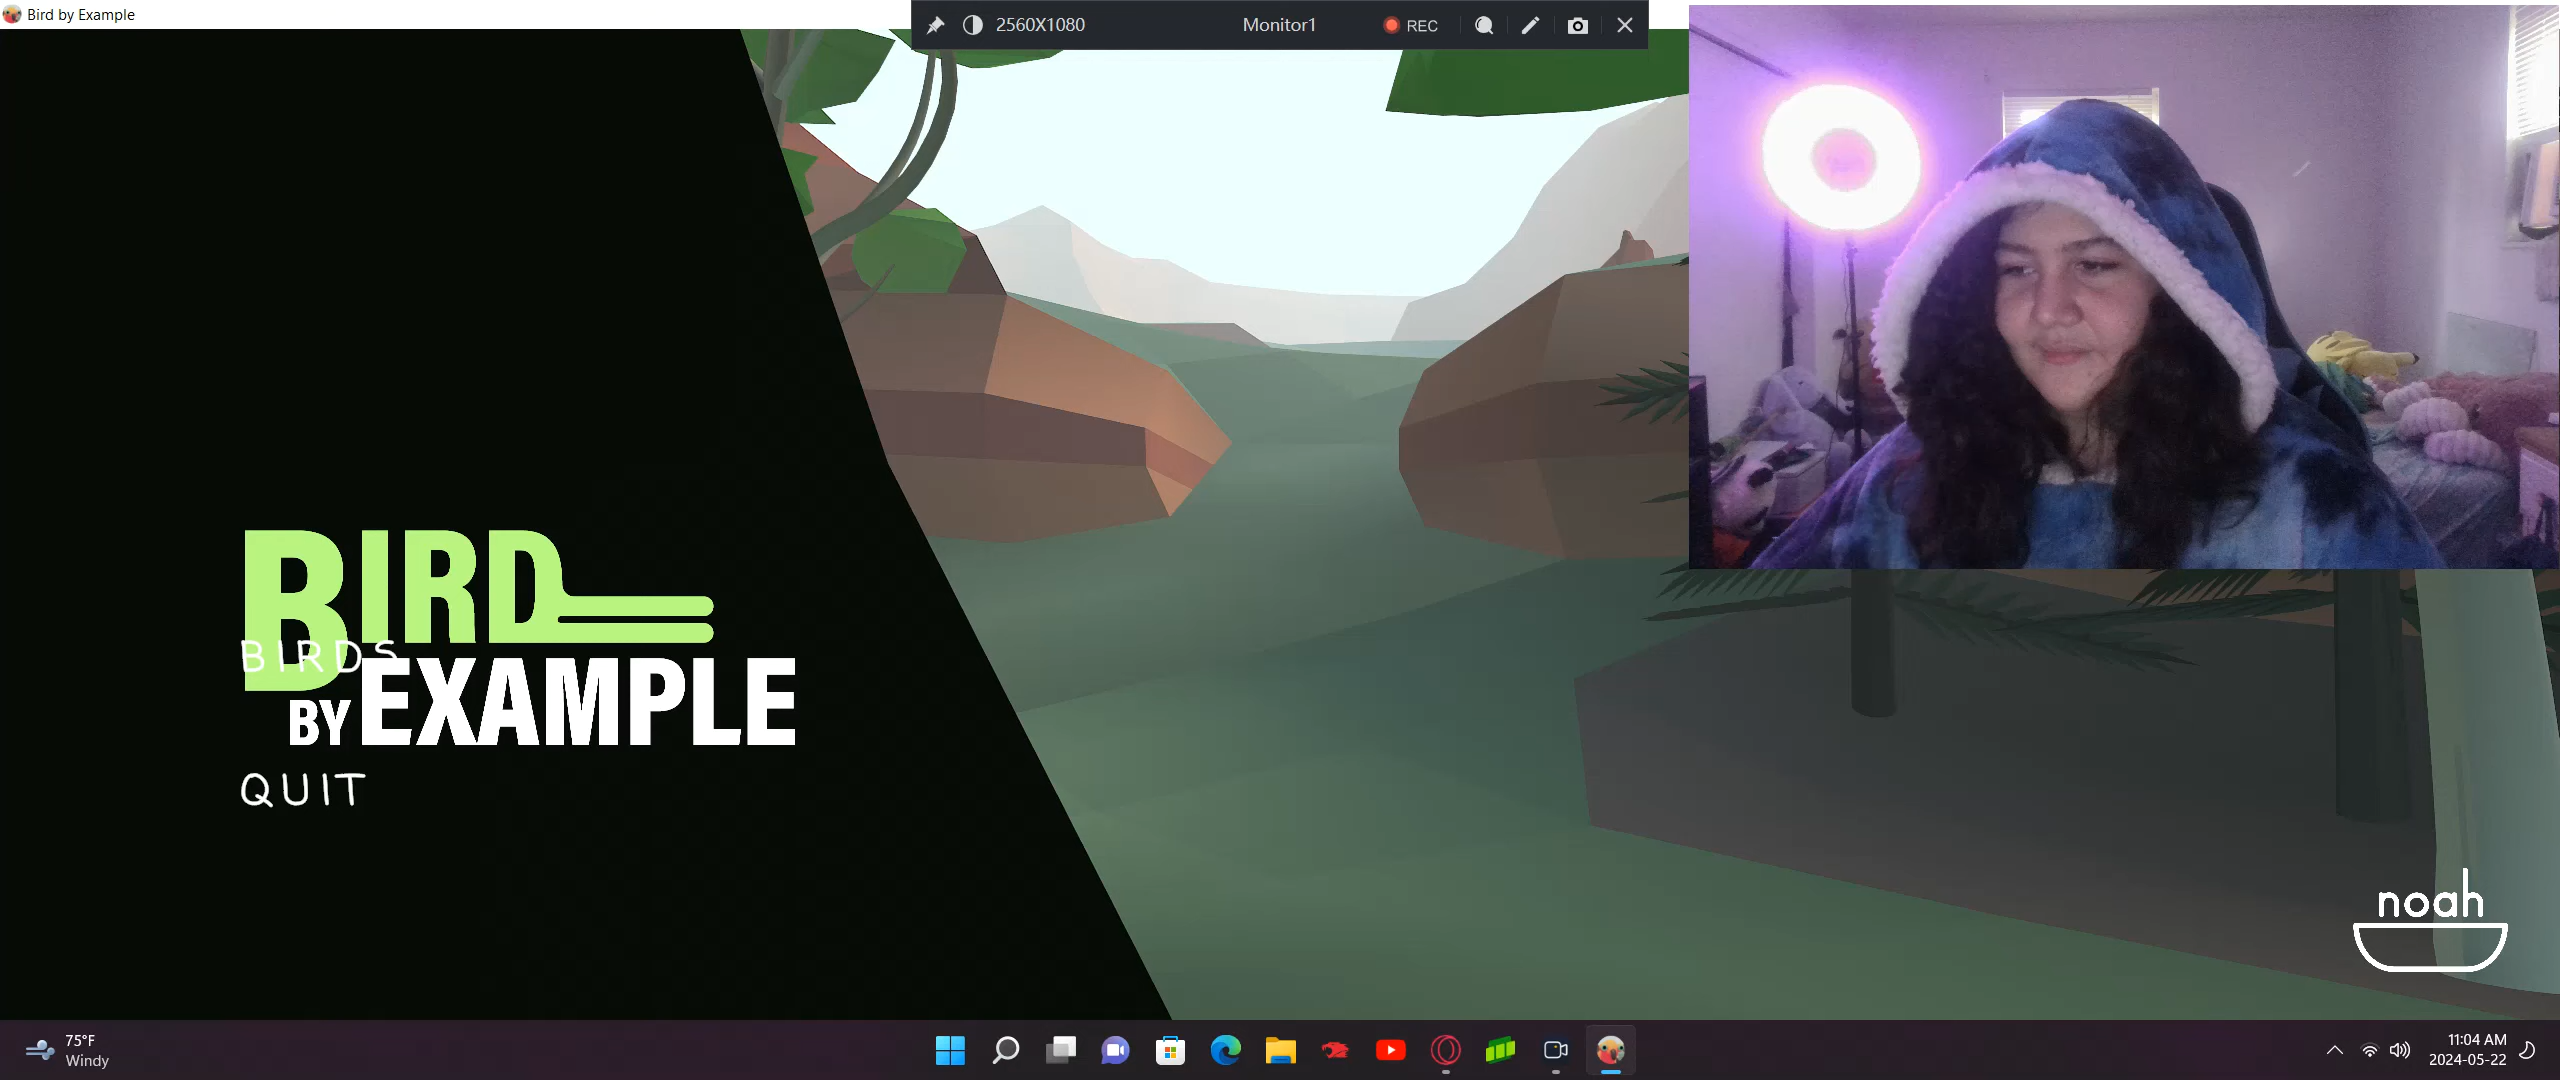 Bird by Example
2560X1080
Monitor1
REC
BIRD
BIRDS
BY EXAMPLE
QUIT
noah
75°F
Windy
11:04 AM
2024-05-22